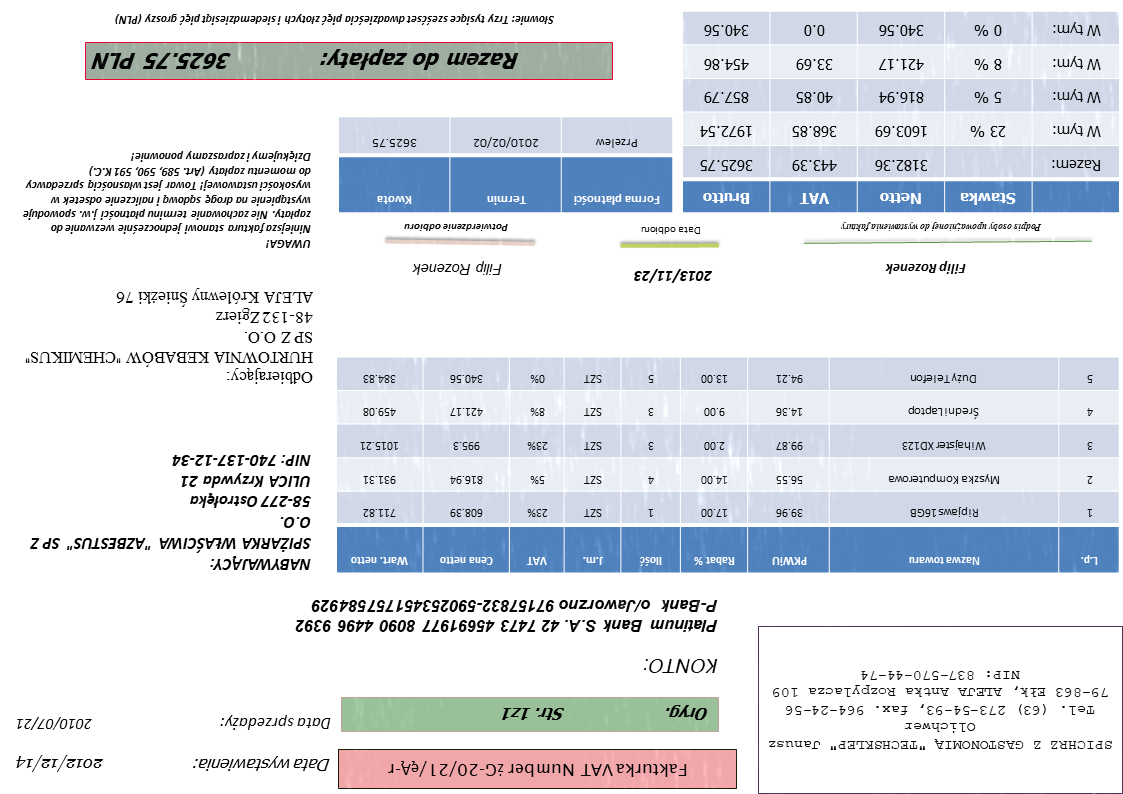 SPICHRZ Z GASTONOMIĄ "TECHSKLEP" Janusz
Olichwer
Tel. (63) 273-54-93, fax. 964-24-56
79-863 Ełk, ALEJA Antka Rozpylacza 109
NIP: 837-570-44-74
Fakturka VAT Number żG-20/21/ęĄ-r
Oryg. Str. 1z1
Data wystawienia: 2012/12/14
Data sprzedaży: 2010/07/21
KONTO:
Platinum Bank S.A. 42 7473 45691977 8090 4496 9392
P-Bank o/Jaworzno 97157832-590253451757584929
L.p. Nazwa towaru PKWiU Rabat % Ilość J.m. VAT Cena netto Wart. netto
1 Ripjaws 16GB 39.96 17.00 1 SZT 23% 608.39 711.82
2 Myszka Komputerowa 56.55 14.00 4 SZT 5% 816.94 931.31
3 Wihajster XD123 99.87 2.00 3 SZT 23% 995.3 1015.21
4 Średni Laptop 14.36 9.00 3 SZT 8% 421.17 459.08
5 Duży Telefon 94.21 13.00 5 SZT 0% 340.56 384.83
NABYWAJĄCY:
SPIŻARKA WŁAŚCIWA "AZBESTUS" SP Z
O.O.
58-277 Ostrołęka
ULICA Krzywda 21
NIP: 740-137-12-34
Odbierający:
HURTOWNIA KEBABÓW "CHEMIKUS"
SP Z O.O.
48-132 Zgierz
ALEJA Królewny Śnieżki 76
Filip Rozenek
Podpis osoby upoważnionej do wystawienia faktury
2013/11/23
Data odbioru
Filip Rozenek
Potwierdzenie odbioru
Stawka Netto VAT Brutto
Razem: 3182.36 443.39 3625.75
W tym: 23 % 1603.69 368.85 1972.54
W tym: 5 % 816.94 40.85 857.79
W tym: 8 % 421.17 33.69 454.86
W tym: 0 % 340.56 0.0 340.56
Forma płatności Termin Kwota
Przelew 2010/02/02 3625.75
UWAGA!
Niniejsza faktura stanowi jednocześnie wezwanie do
zapłaty. Nie zachowanie terminu płatności j.w. spowoduje
wystąpienie na drogę sądową i naliczenie odsetek w
wysokości ustawowej! Towar jest własnością sprzedawcy
do momentu zapłaty (Art. 589, 590, 591 K.C.)
Dziękujemy i zapraszamy ponownie!
Razem do zapłaty: 3625.75 PLN
Słownie: Trzy tysiące sześćset dwadzieścia pięć złotych i siedemdziesiąt pięć groszy (PLN)